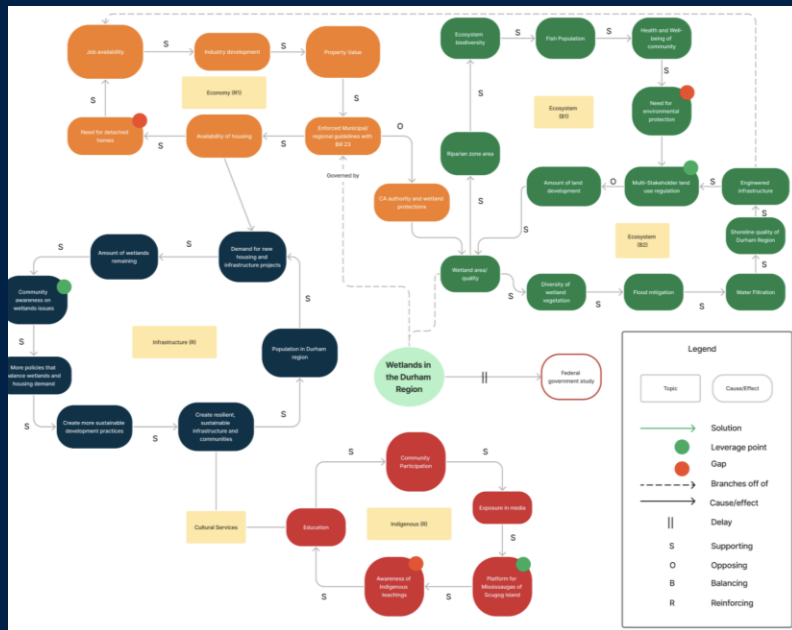 Job availability
S
Industry development
S
Property Value
Economy (R1)
S
S
Need for detached
homes
S
Availability of housing
S
Enforced Municipal/
regional guidelines with
Bill 23
O
Governed by
CA authority and wetland
protections
Ecosystem
biodiversity
S
Fish Population
S
Health and Well-
being of
community
S
Ecosystem
(B1)
Need for
environmental
protection
S
Riparian zone area
S
Amount of land
development
O
Multi-Stakeholder land
use regulation
S
Engineered
infrastructure
S
S
Ecosystem
(B2)
Shoreline quality of
Durham Region
S
Wetland area/
quality
S
Diversity of
wetland
vegetation
S
Flood mitigation
S
Water Filtration
S
Amount of wetlands
remaining
S
Demand for new
housing and
infrastructure projects
Community
awareness on
wetlands issues
S
Infrastructure (R)
Population in Durham
region
S
More policies that
balance wetlands and
housing demand
S
Create more sustainable
development practices
S
Create resilient,
sustainable
infrastructure and
communities
S
Wetlands in
the Durham
Region
Federal
government study
Cultural Services
Education
S
Community
Participation
S
Exposure in media
Indigenous (R)
S
Awareness of
Indigenous
teachings
S
Platform for
Mississaugas of
Scugog Island
S
Legend
Topic
Cause/Effect
Solution
Leverage point
Gap
Branches off of
Cause/effect
|| Delay
S Supporting
O Opposing
B Balancing
R Reinforcing